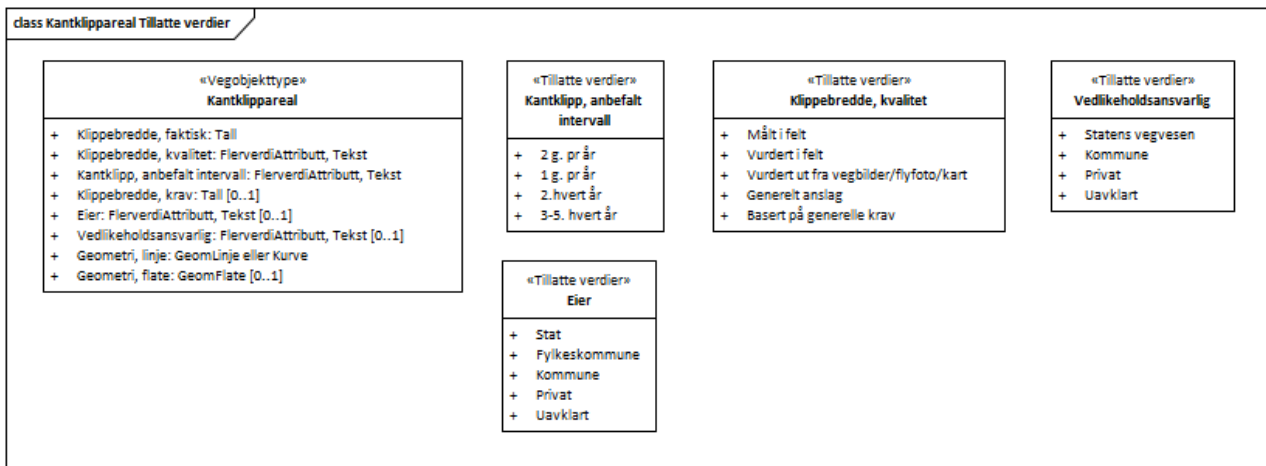 class Kantklippareal Tillatte verdier
«Vegobjekttype»
Kantklippareal
+ Klippebredde, faktisk: Tall
+ Klippebredde, kvalitet: FlerverdiAttributt, Tekst
+ Kantklipp, anbefalt intervall: FlerverdiAttributt, Tekst
+ Klippebredde, krav: Tall [0..1]
+ Eier: FlerverdiAttributt, Tekst [0..1]
+ Vedlikeholdsansvarlig: FlerverdiAttributt, Tekst [0..1]
+ Geometri, linje: GeomLinje eller Kurve
+ Geometri, flate: GeomFlate [0..1]
«Tillatte verdier»
Kantklipp, anbefalt
intervall
+ 2 g. pr år
+ 1 g. pr år
+ 2.hvert år
+ 3-5. hvert år
«Tillatte verdier»
Klippebredde, kvalitet
+ Målt i felt
+ Vurdert i felt
+ Vurdert ut fra vegbilder/flyfoto/kart
+ Generelt anslag
+ Basert på generelle krav
«Tillatte verdier»
Vedlikeholdsansvarlig
+ Statens vegvesen
+ Kommune
+ Privat
+ Uavklart
«Tillatte verdier»
Eier
+ Stat
+ Fylkeskommune
+ Kommune
+ Privat
+ Uavklart